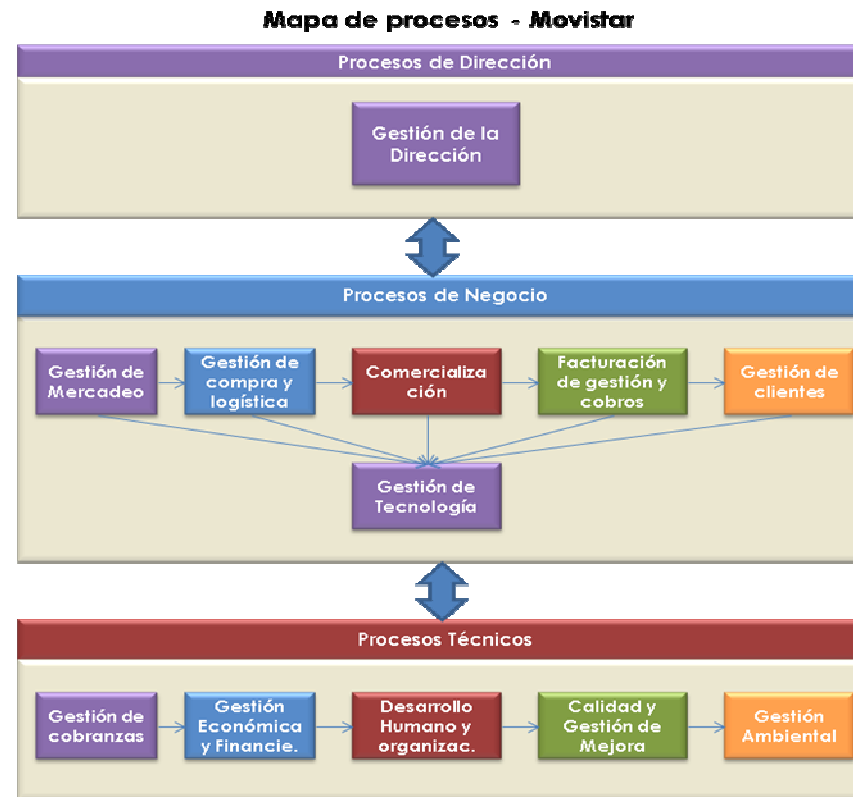 Mapa de procesos - Movistar
Procesos de Dirección
Gestión de la
Dirección
Procesos de Negocio
Gestión de
Mercadeo
Gestión de
compra y
logística
Comercializa
ción
Facturación
de gestión y
cobros
Gestión de
clientes
Gestión de
Tecnología
Procesos Técnicos
Gestión de
cobranzas
Gestión
Económica
y Financie.
Desarrollo
Humano y
organizac.
Calidad y
Gestión de
Mejora
Gestión
Ambiental